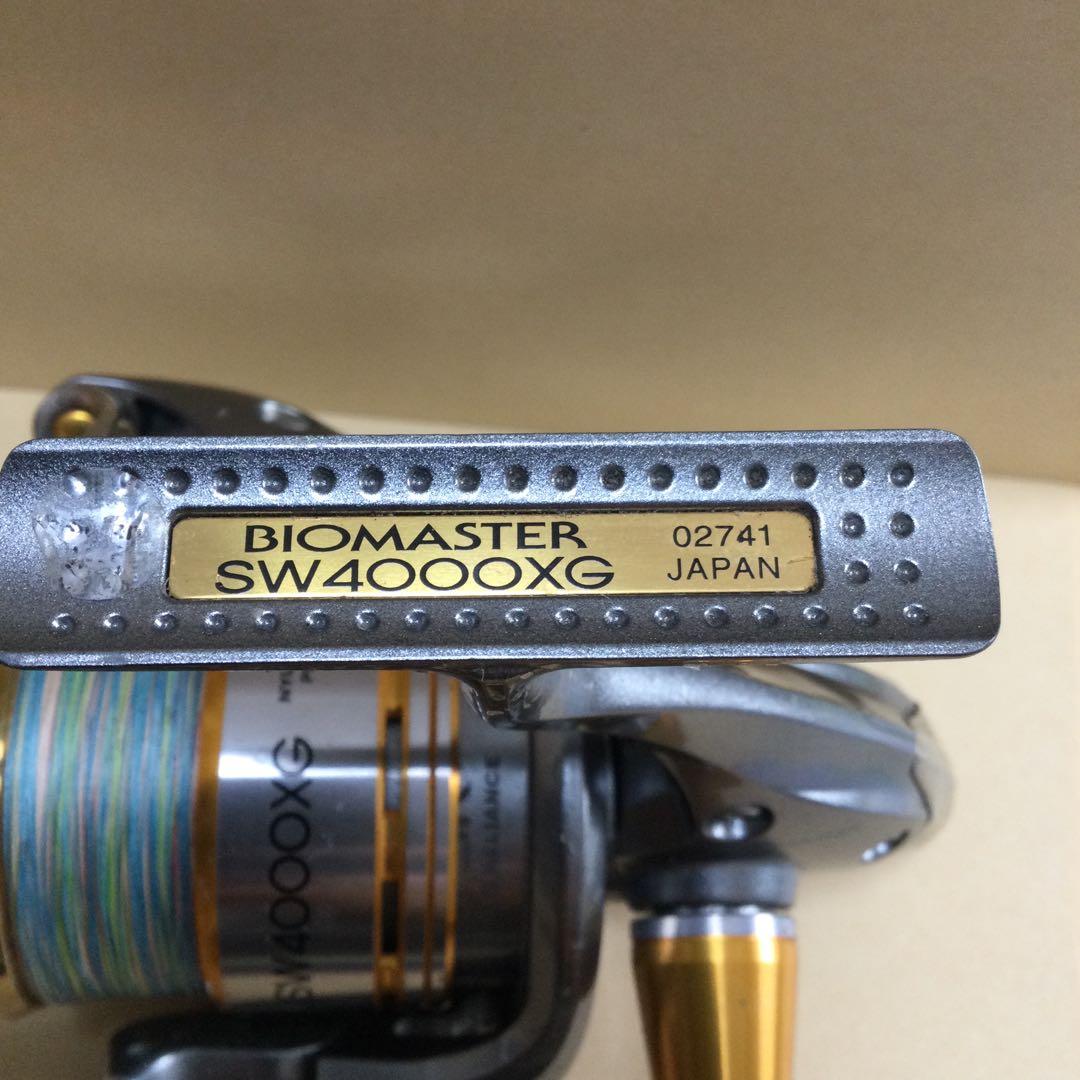 BIOMASTER
SW4000XG
02741
JAPAN
SW4000XG